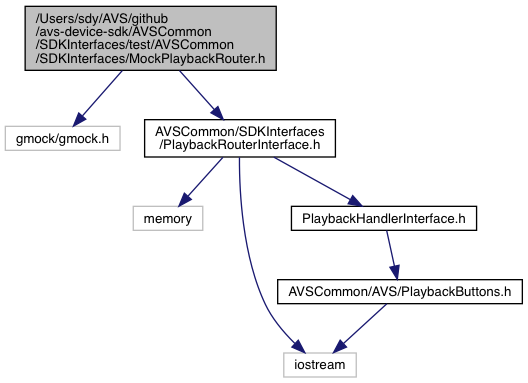 /Users/sdy/AVS/github
/avs-device-sdk/AVSCommon
/SDKInterfaces/test/AVSCommon
/SDKInterfaces/MockPlaybackRouter.h
gmock/gmock.h
AVSCommon/SDKInterfaces
/PlaybackRouterInterface.h
memory
PlaybackHandlerInterface.h
AVSCommon/AVS/PlaybackButtons.h
iostream